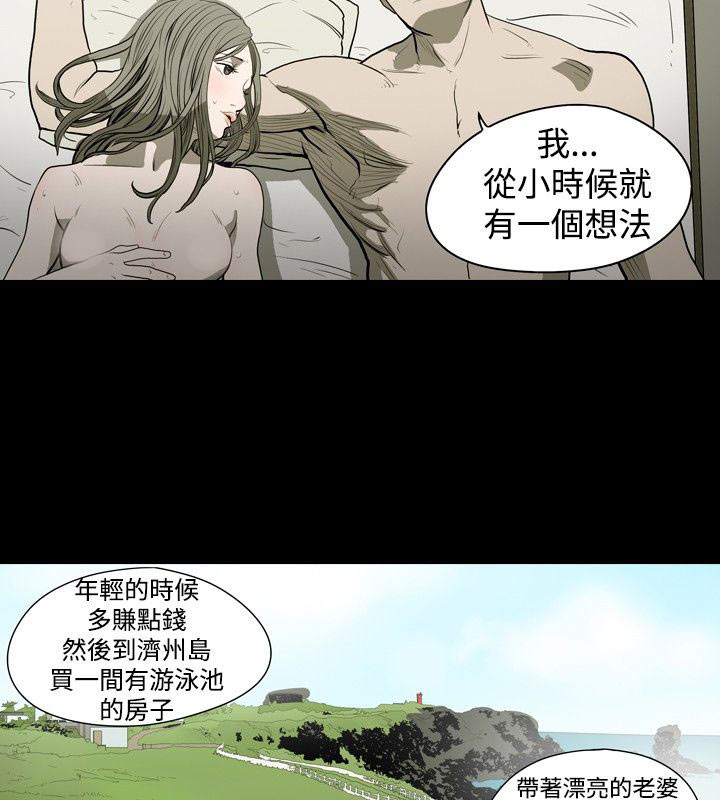 我...
從小時候就
有一個想法
年輕的時候
多賺點錢
然後到濟州島
買一間有游泳池
的房子
帶著漂亮的老婆